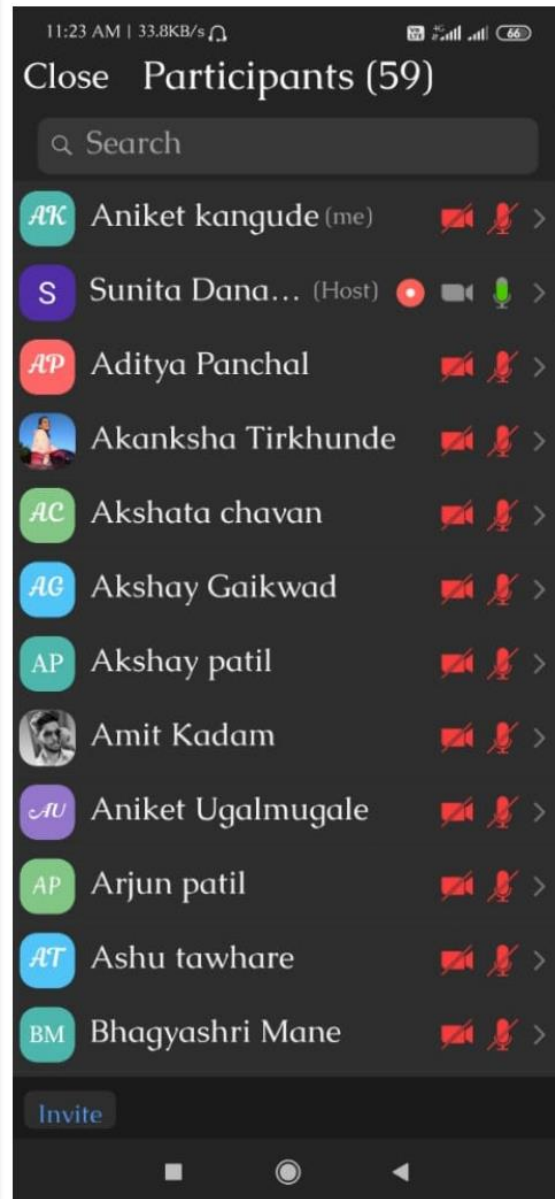 11:23 AM | 33.8KB/s 4G 66
Close Participants (59)
Search
AK Aniket kangude (me)
S Sunita Dana... (Host)
AP Aditya Panchal
Akanksha Tirkhunde
AC Akshata chavan
AG Akshay Gaikwad
AP Akshay patil
Amit Kadam
AU Aniket Ugalmugale
AP Arjun patil
AT Ashu tawhare
BM Bhagyashri Mane
Invite